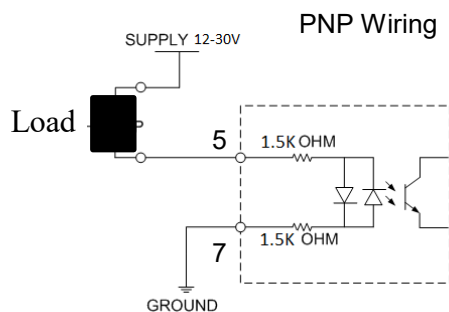 PNP Wiring
SUPPLY 12-30V
Load
5
1.5K OHM
7
1.5K OHM
GROUND